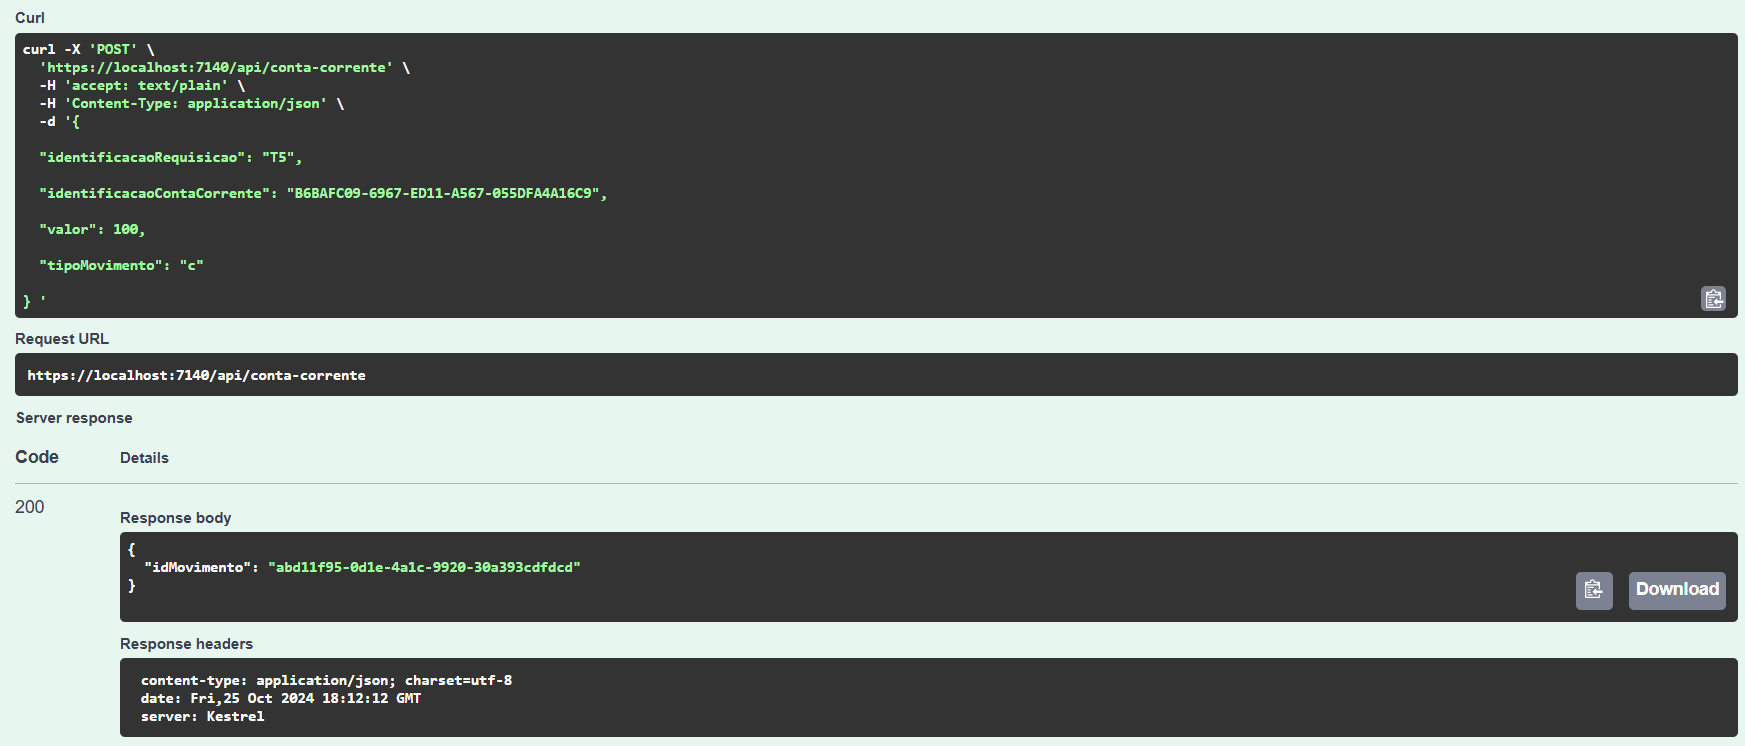 Curl
curl -X 'POST' \
'https://localhost:7140/api/conta-corrente' \
-H 'accept: text/plain' \
-H 'Content-Type: application/json' \
-d '{
"identificacaoRequisicao": "T5",
"identificacaoContaCorrente": "B6BAFC09-6967-ED11-A567-055DFA4A16C9",
"valor": 100,
"tipoMovimento": "c"
} '
Request URL
https://localhost:7140/api/conta-corrente
Server response
Code Details
200
Response body
{
"idMovimento": "abd11f95-0d1e-4a1c-9920-30a393cdfdcd"
}
Download
Response headers
content-type: application/json; charset=utf-8
date: Fri,25 Oct 2024 18:12:12 GMT
server: Kestrel